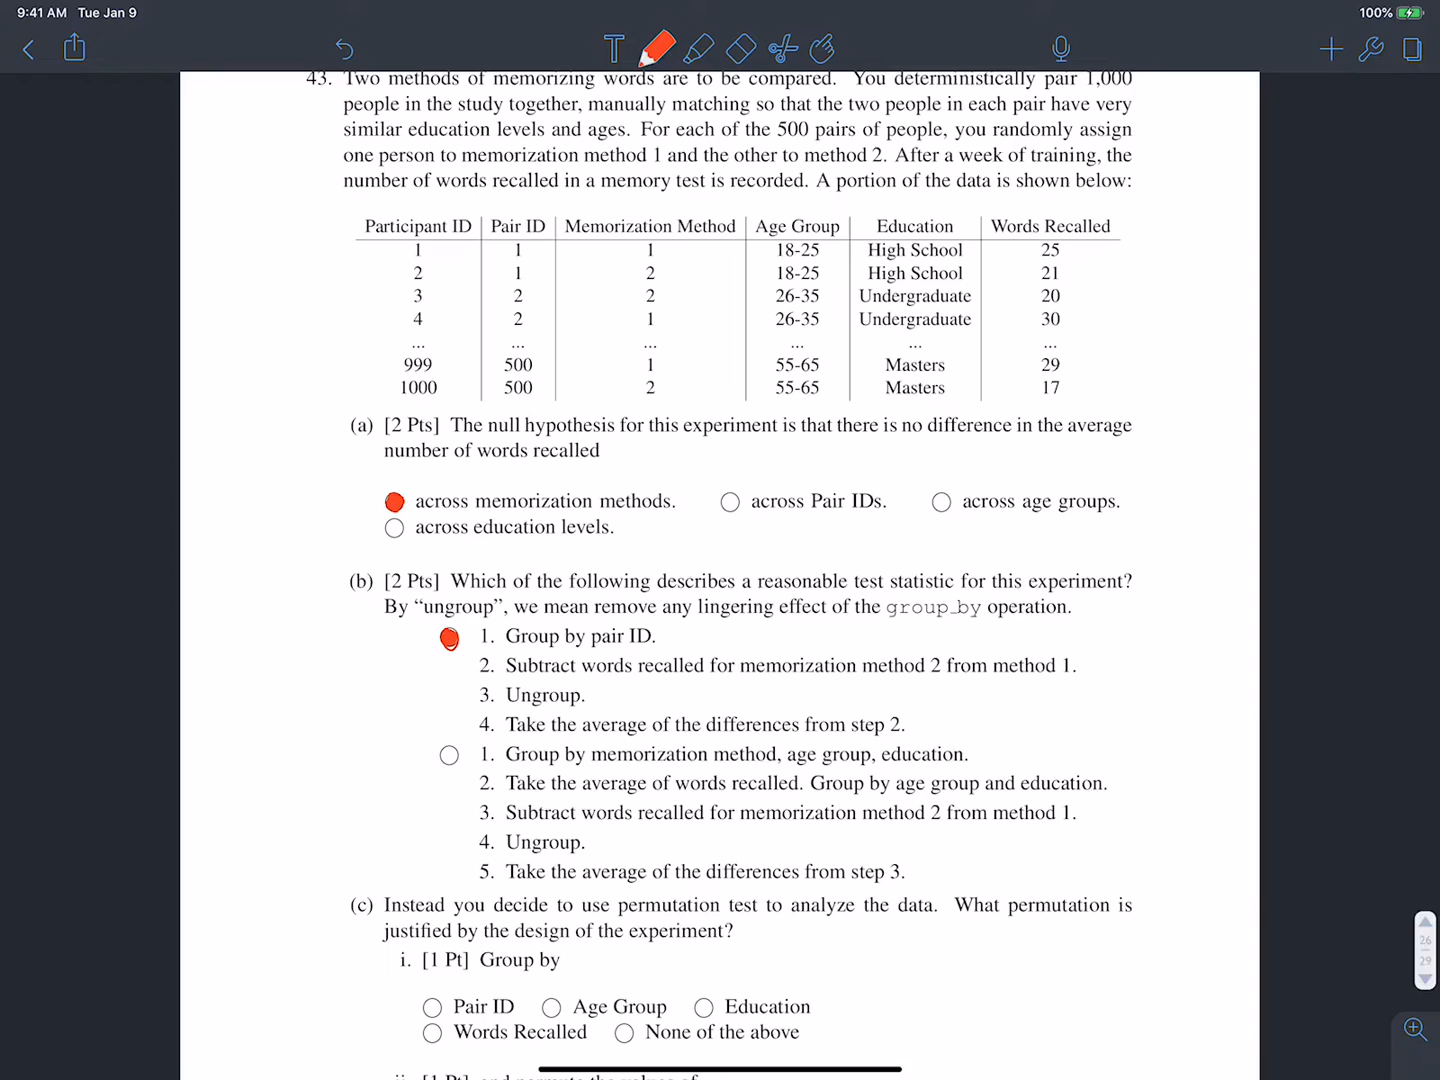 9:41 AM Tue Jan 9
100%
43. Two methods of memorizing words are to be compared. You deterministically pair 1,000
people in the study together, manually matching so that the two people in each pair have very
similar education levels and ages. For each of the 500 pairs of people, you randomly assign
one person to memorization method 1 and the other to method 2. After a week of training, the
number of words recalled in a memory test is recorded. A portion of the data is shown below:
Participant ID Pair ID Memorization Method Age Group Education Words Recalled
1 1 1 18-25 High School 25
2 1 2 18-25 High School 21
3 2 2 26-35 Undergraduate 20
4 2 1 26-35 Undergraduate 30
... ... ... ... ... ...
999 500 1 55-65 Masters 29
1000 500 2 55-65 Masters 17
(a) [2 Pts] The null hypothesis for this experiment is that there is no difference in the average
number of words recalled
across memorization methods. across Pair IDs. across age groups.
across education levels.
(b) [2 Pts] Which of the following describes a reasonable test statistic for this experiment?
By “ungroup”, we mean remove any lingering effect of the group_by operation.
1. Group by pair ID.
2. Subtract words recalled for memorization method 2 from method 1.
3. Ungroup.
4. Take the average of the differences from step 2.
1. Group by memorization method, age group, education.
2. Take the average of words recalled. Group by age group and education.
3. Subtract words recalled for memorization method 2 from method 1.
4. Ungroup.
5. Take the average of the differences from step 3.
(c) Instead you decide to use permutation test to analyze the data. What permutation is
justified by the design of the experiment?
i. [1 Pt] Group by
Pair ID Age Group Education
Words Recalled None of the above
ii. [1 Pt] and permute the values of
26
29